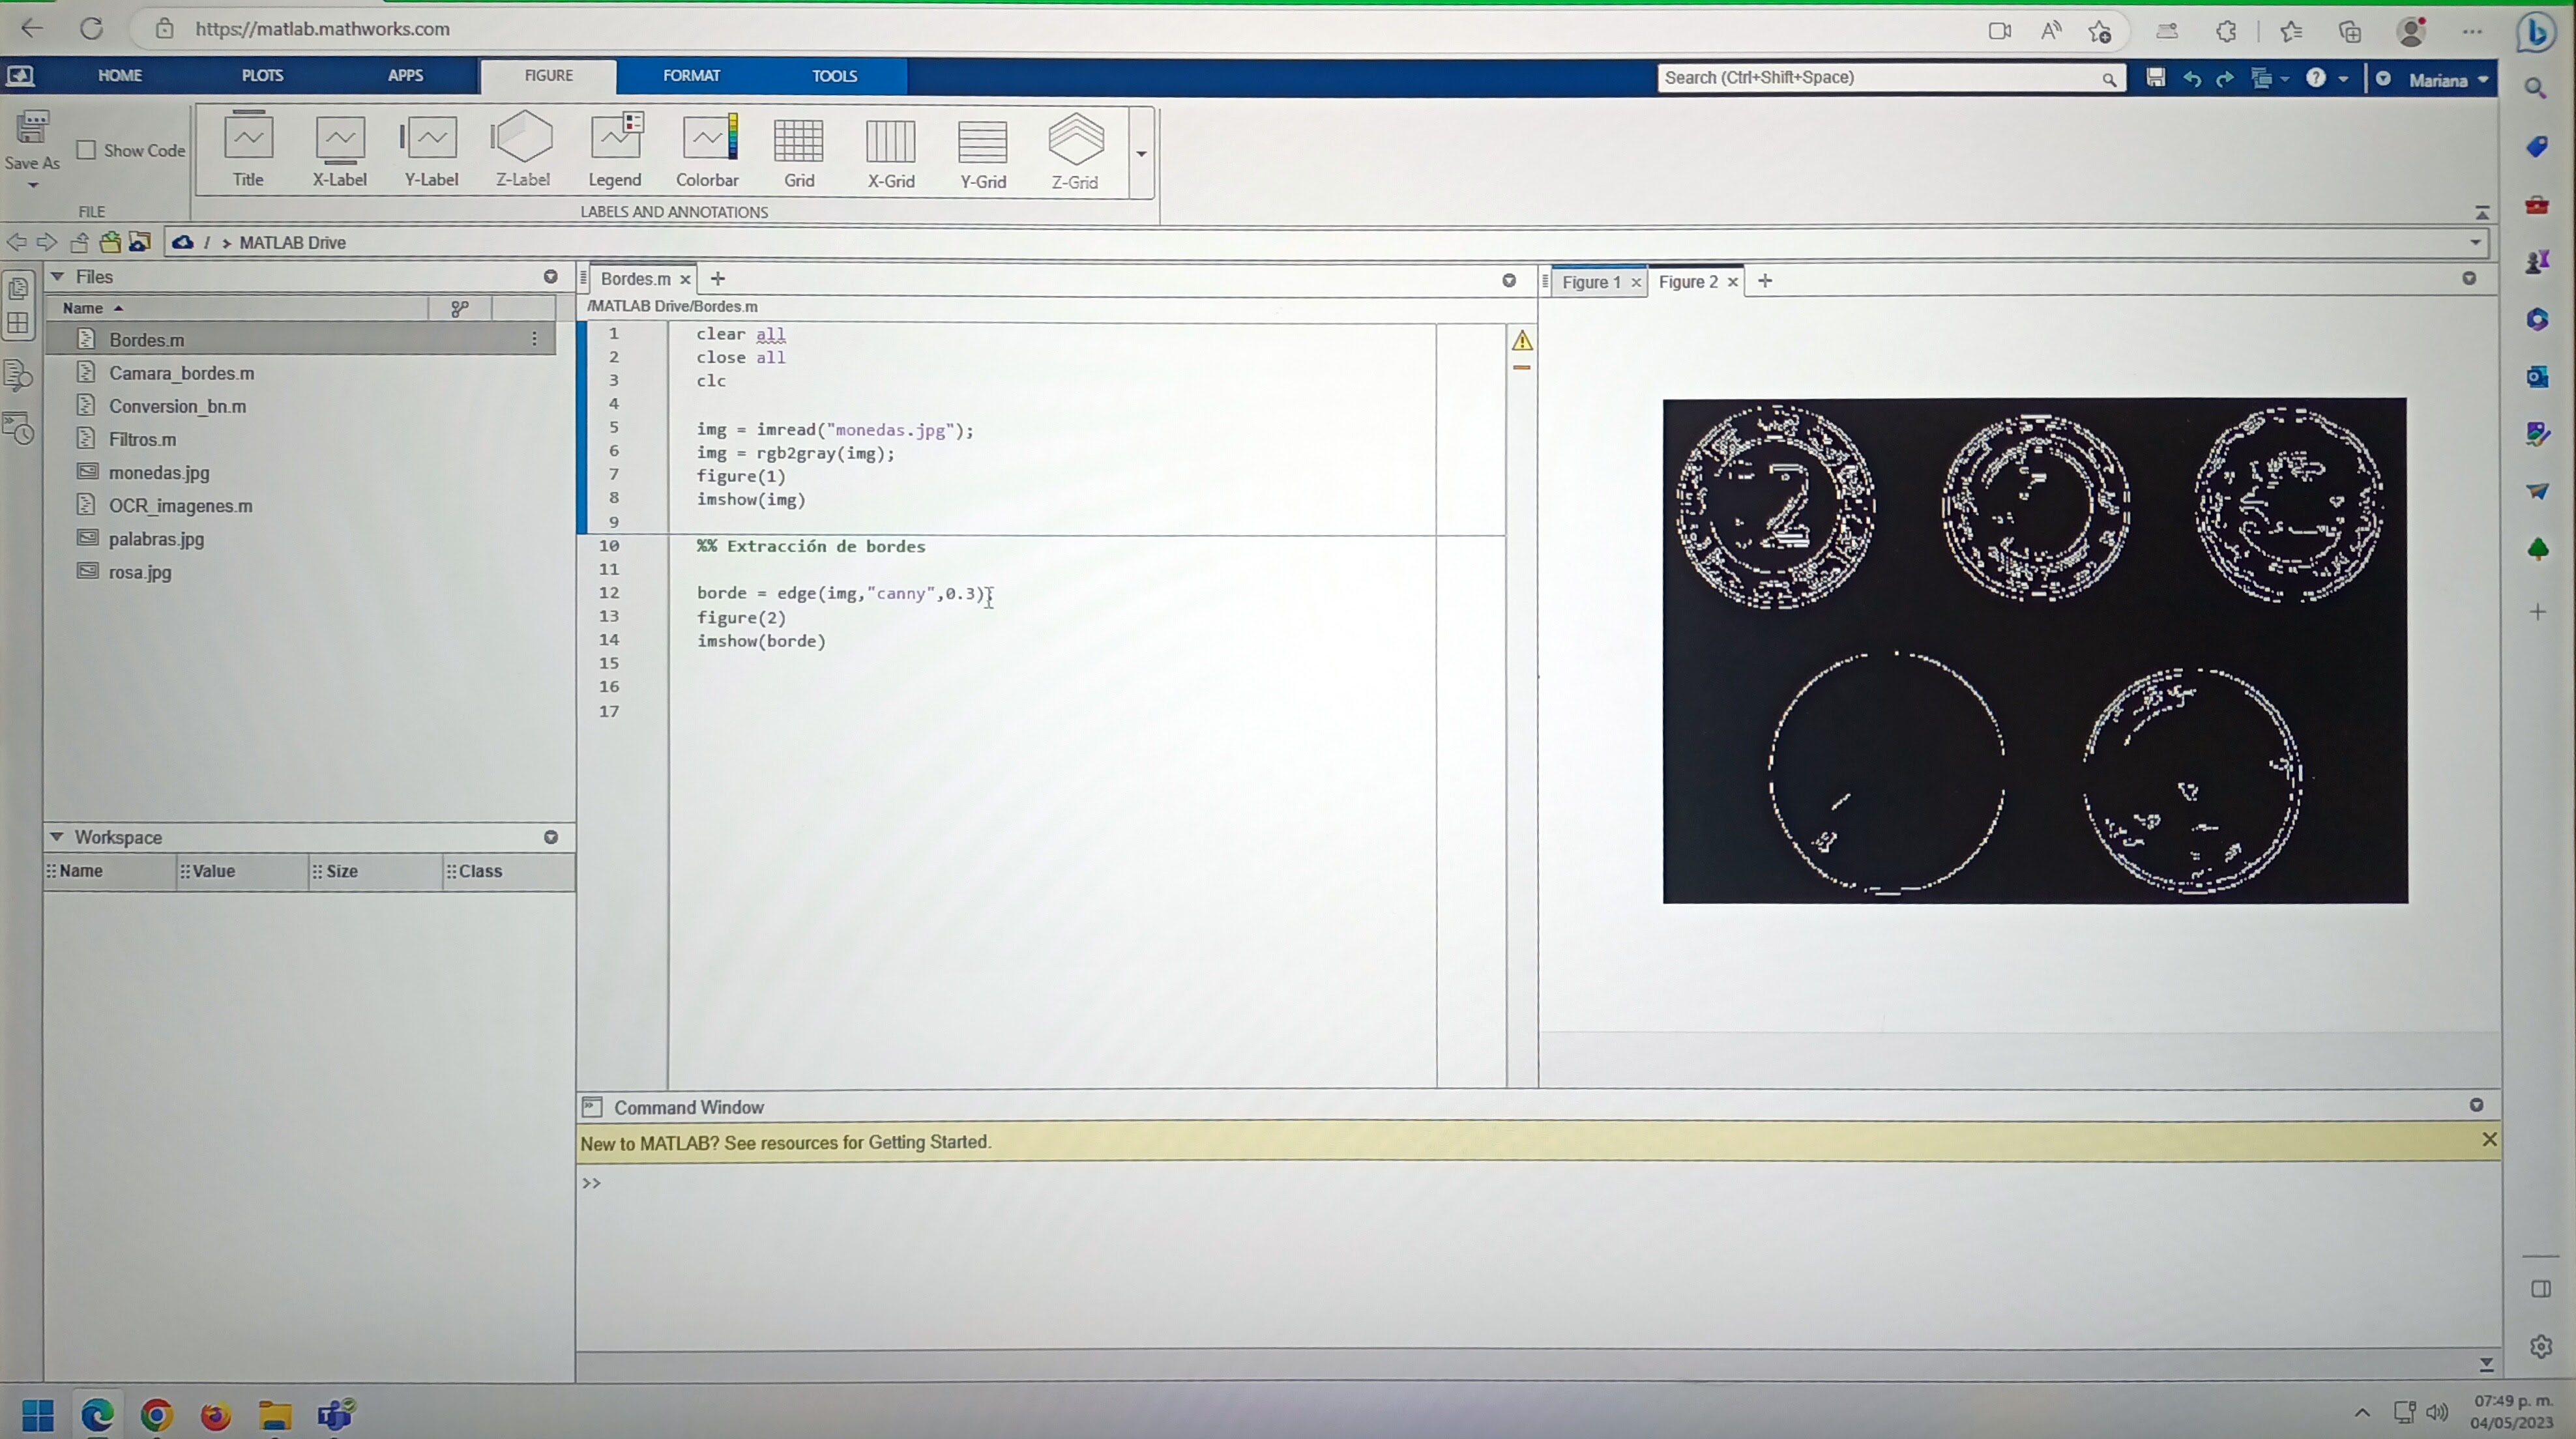 https://matlab.mathworks.com
HOME
PLOTS
APPS
FIGURE
FORMAT
TOOLS
Search (Ctrl+Shift+Space)
Mariana
Save As
Show Code
Title
X-Label
Y-Label
Z-Label
Legend
Colorbar
Grid
X-Grid
Y-Grid
Z-Grid
FILE
LABELS AND ANNOTATIONS
/ > MATLAB Drive
Files
Name
Bordes.m
Camara_bordes.m
Conversion_bn.m
Filtros.m
monedas.jpg
OCR_imagenes.m
palabras.jpg
rosa.jpg
Workspace
Name Value Size Class
Bordes.m × +
/MATLAB Drive/Bordes.m
1 clear all
2 close all
3 clc
4
5 img = imread("monedas.jpg");
6 img = rgb2gray(img);
7 figure(1)
8 imshow(img)
9
10 %% Extracción de bordes
11
12 borde = edge(img,"canny",0.3);
13 figure(2)
14 imshow(borde)
15
16
17
Figure 1 × Figure 2 × +
2
Command Window
New to MATLAB? See resources for Getting Started.
>>
07:49 p. m.
04/05/2023